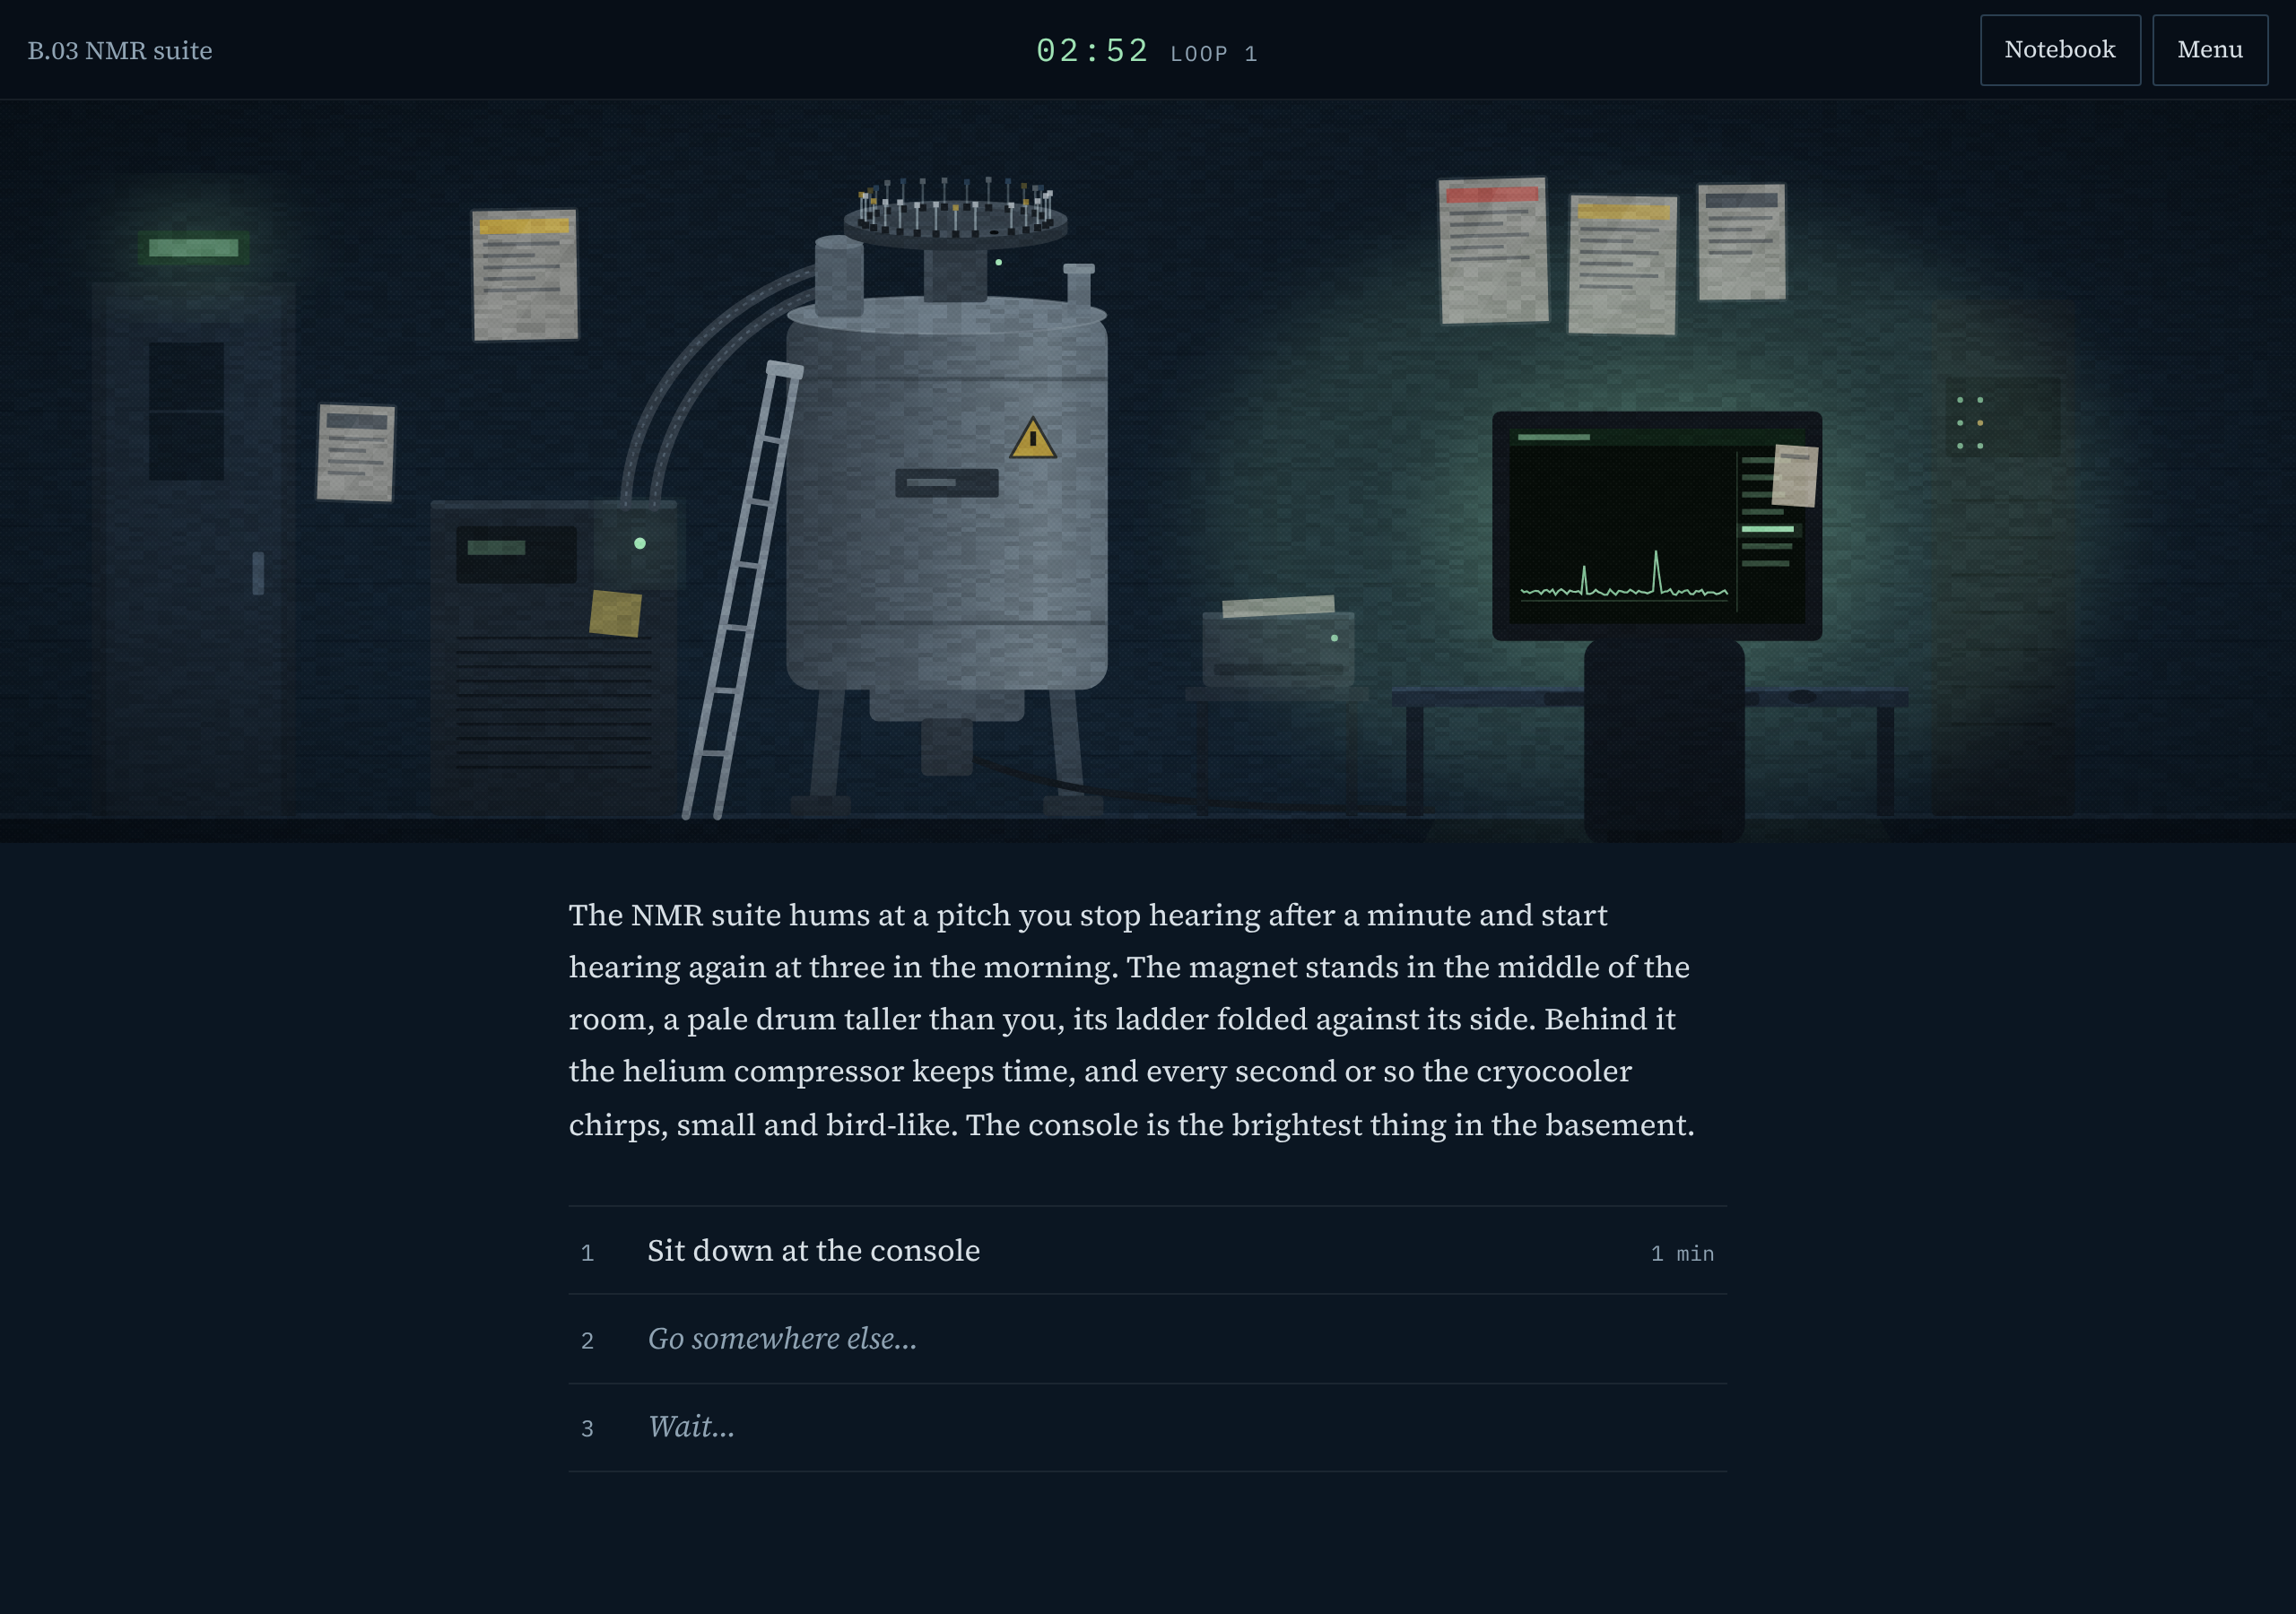 B.03 NMR suite
02:52 LOOP 1
Notebook
Menu
The NMR suite hums at a pitch you stop hearing after a minute and start
hearing again at three in the morning. The magnet stands in the middle of the
room, a pale drum taller than you, its ladder folded against its side. Behind it
the helium compressor keeps time, and every second or so the cryocooler
chirps, small and bird-like. The console is the brightest thing in the basement.
1 Sit down at the console 1 min
2 Go somewhere else...
3 Wait...